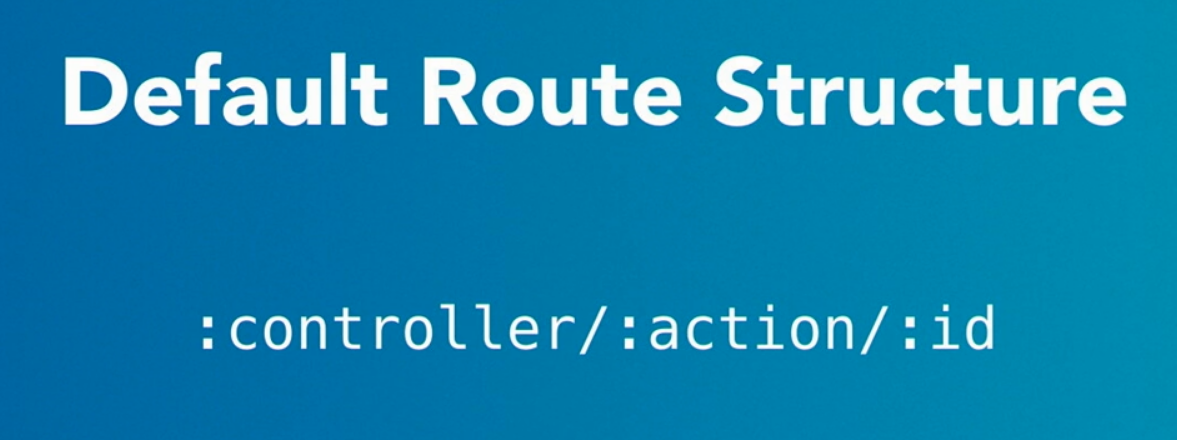 Default Route Structure
:controller/:action/:id